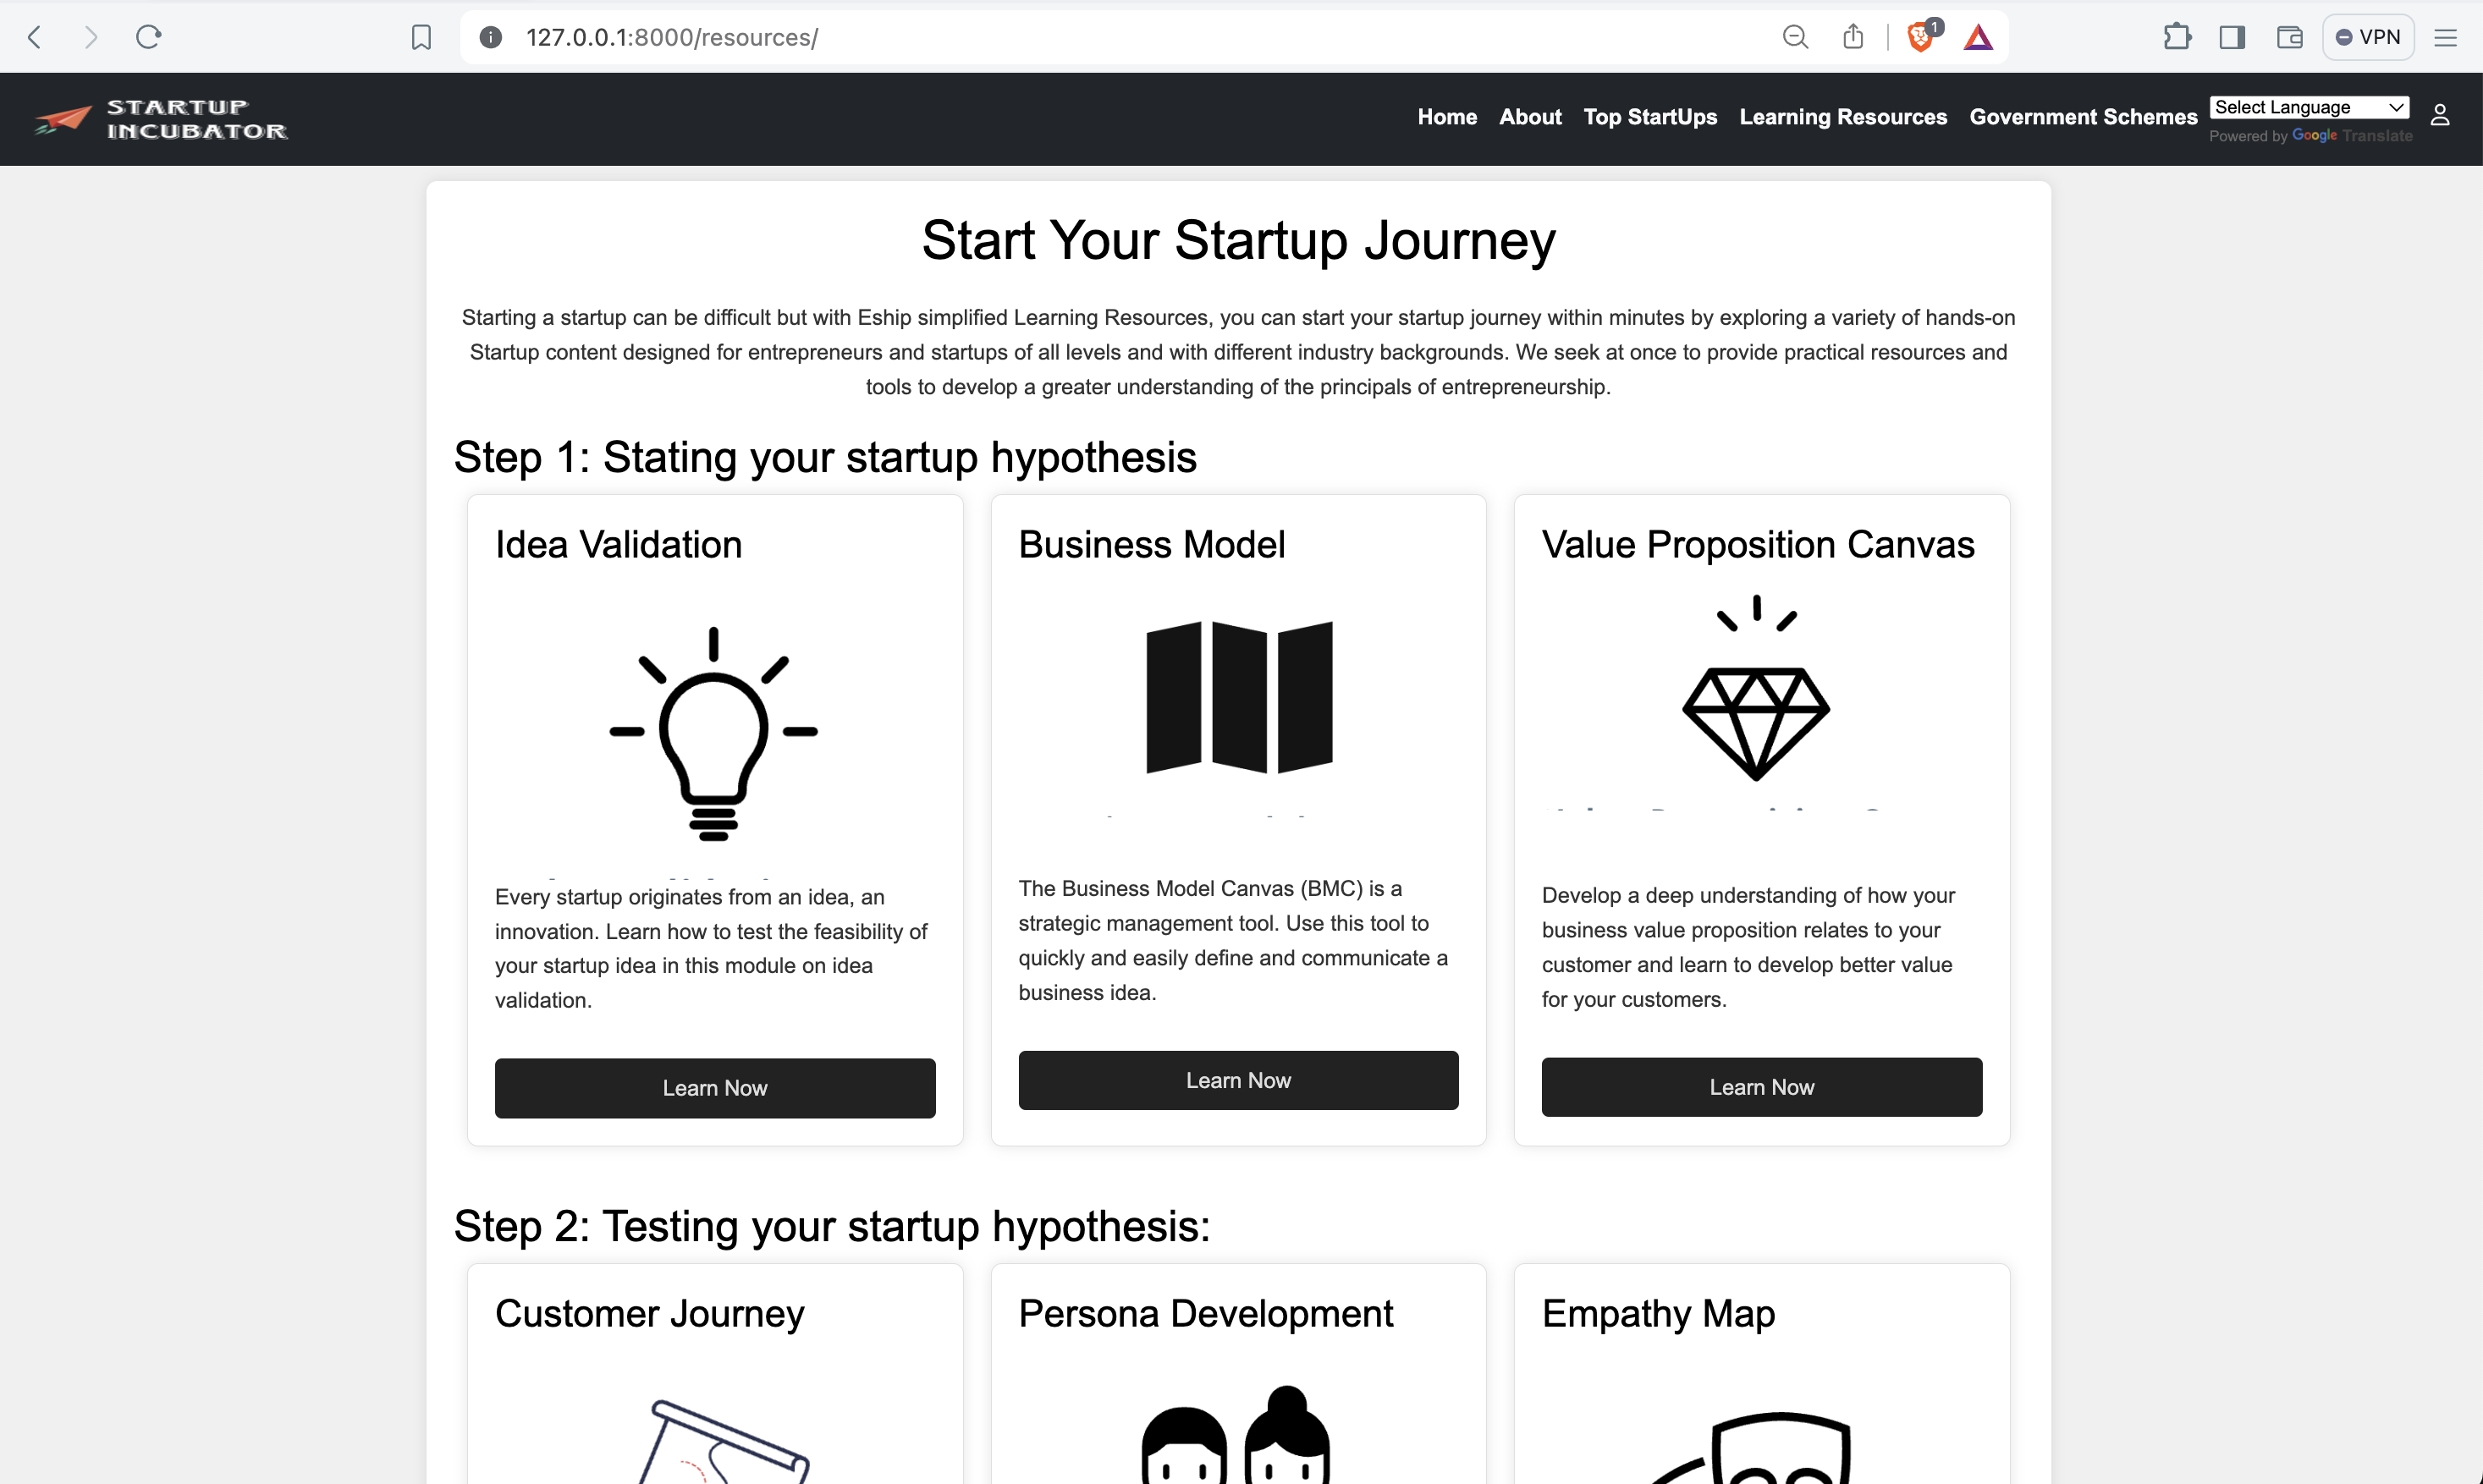 127.0.0.1:8000/resources/
1
VPN
STARTUP
INCUBATOR
Home About Top StartUps Learning Resources Government Schemes
Select Language
Powered by Google Translate
Start Your Startup Journey
Starting a startup can be difficult but with Eship simplified Learning Resources, you can start your startup journey within minutes by exploring a variety of hands-on
Startup content designed for entrepreneurs and startups of all levels and with different industry backgrounds. We seek at once to provide practical resources and
tools to develop a greater understanding of the principals of entrepreneurship.
Step 1: Stating your startup hypothesis
Idea Validation
Every startup originates from an idea, an
innovation. Learn how to test the feasibility of
your startup idea in this module on idea
validation.
Learn Now
Business Model
The Business Model Canvas (BMC) is a
strategic management tool. Use this tool to
quickly and easily define and communicate a
business idea.
Learn Now
Value Proposition Canvas
Develop a deep understanding of how your
business value proposition relates to your
customer and learn to develop better value
for your customers.
Learn Now
Step 2: Testing your startup hypothesis:
Customer Journey
Persona Development
Empathy Map